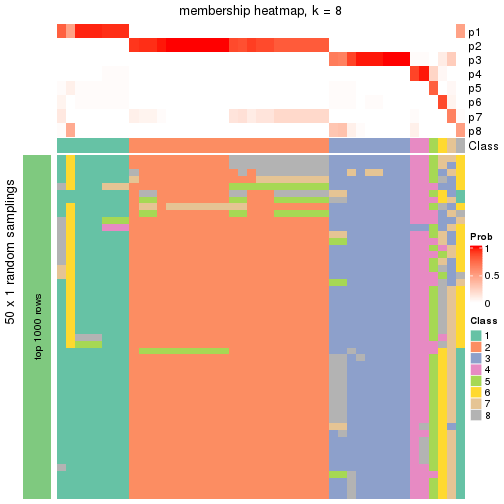 membership heatmap, k = 8
p1
p2
p3
p4
p5
p6
p7
p8
Class
50 x 1 random samplings
top 1000 rows
Prob
1
0.5
0
Class
1
2
3
4
5
6
7
8